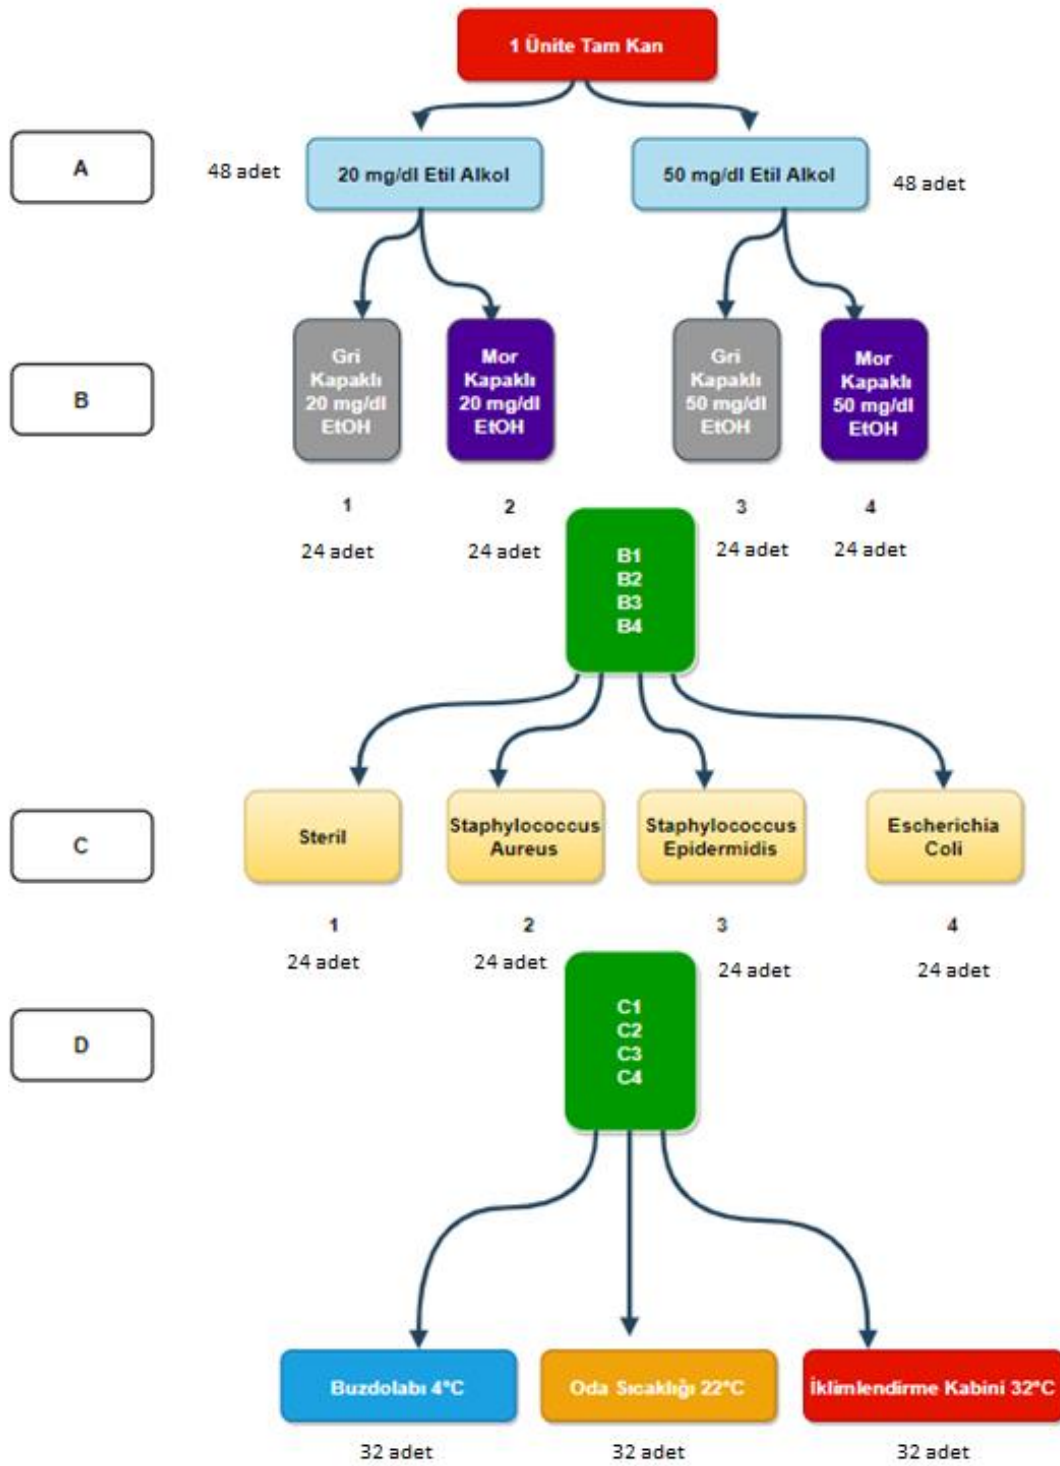 1 Ünite Tam Kan
A
48 adet
20 mg/dl Etil Alkol
50 mg/dl Etil Alkol
48 adet
B
Gri
Kapaklı
20 mg/dl
EtOH
Mor
Kapaklı
20 mg/dl
EtOH
Gri
Kapaklı
50 mg/dl
EtOH
Mor
Kapaklı
50 mg/dl
EtOH
1
2
3
4
24 adet
24 adet
24 adet
24 adet
B1
B2
B3
B4
C
Steril
Staphylococcus
Aureus
Staphylococcus
Epidermidis
Escherichia
Coli
1
2
3
4
24 adet
24 adet
24 adet
24 adet
D
C1
C2
C3
C4
Buzdolabı 4°C
Oda Sıcaklığı 22°C
İklimlendirme Kabini 32°C
32 adet
32 adet
32 adet